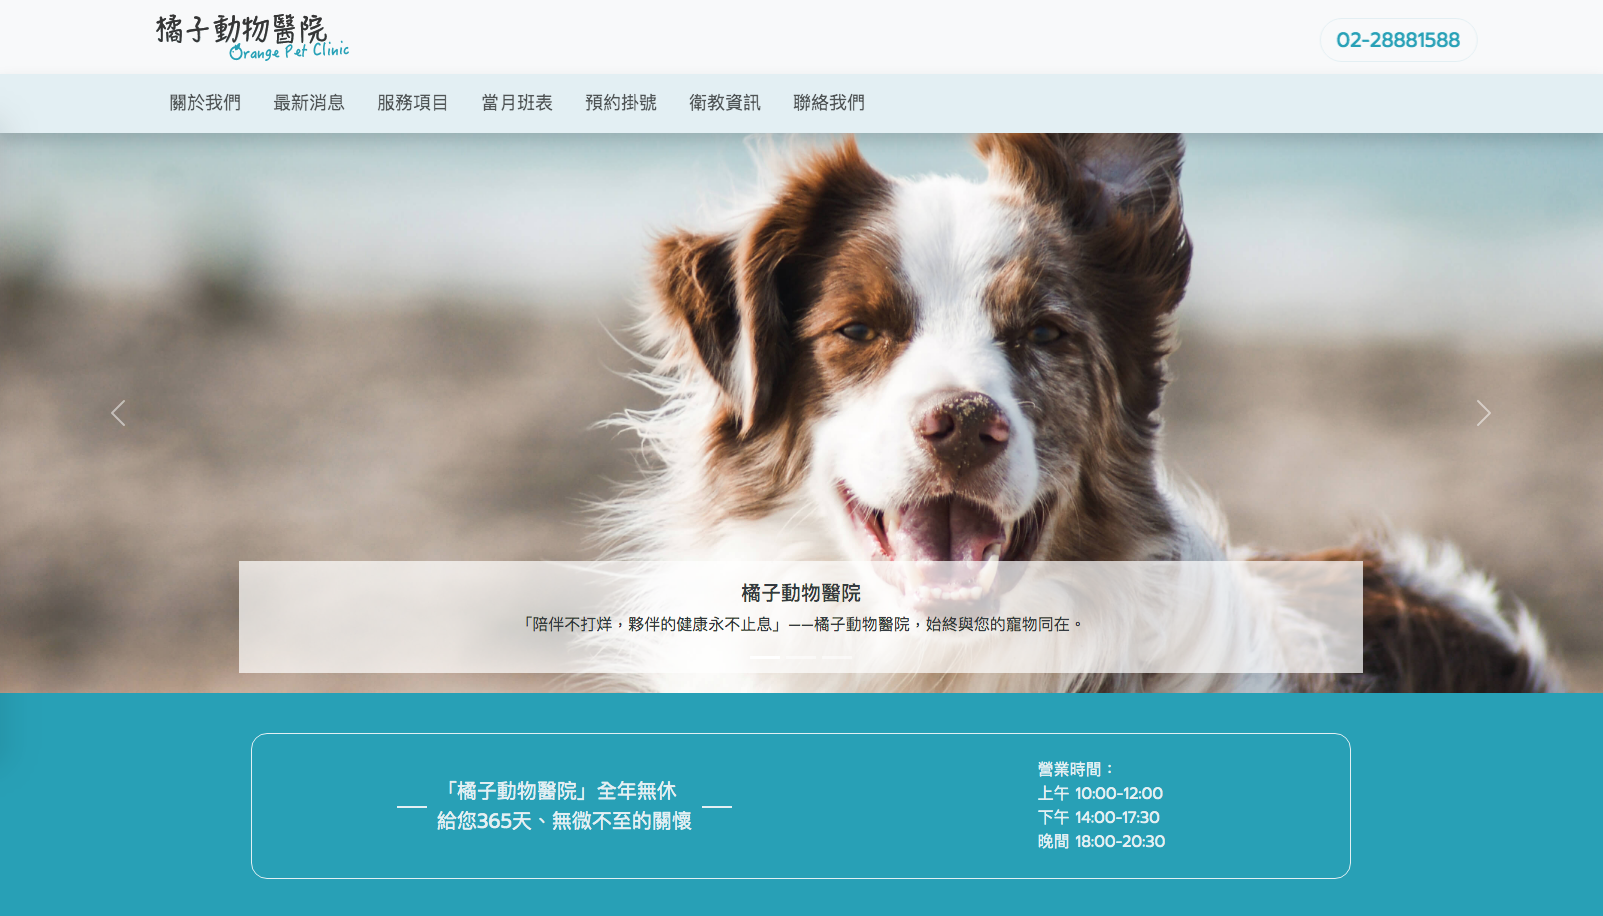 橘子動物醫院
Orange Pet Clinic
02-28881588
關於我們 最新消息 服務項目 當月班表 預約掛號 衛教資訊 聯絡我們
橘子動物醫院
「陪伴不打烊，夥伴的健康永不止息」——橘子動物醫院，始終與您的寵物同在。
「橘子動物醫院」全年無休
給您365天、無微不至的關懷
營業時間：
上午 10:00-12:00
下午 14:00-17:30
晚間 18:00-20:30